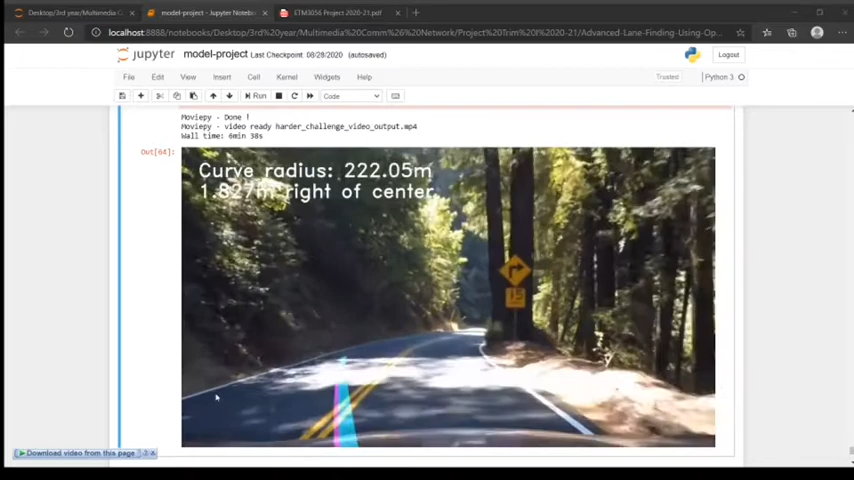 Desktop/3rd year/Multimedia C
model-project - Jupyter Noteb
ETM3056 Project 2020-21.pdf
localhost:8888/notebooks/Desktop/3rd%20year/Multimedia%20Comm%26%20Network/Project%20Trim%20I%2020-21/Advanced-Lane-Finding-Using-Op...
jupyter model-project Last Checkpoint: 08/28/2020 (autosaved)
Logout
File Edit View Insert Cell Kernel Widgets Help
Trusted
Python 3
Run
Code
Moviepy - Done !
Moviepy - video ready harder_challenge_video_output.mp4
Wall time: 6min 38s
Out[64]:
Curve radius: 222.05m
1.827m right of center.
15
Download video from this page